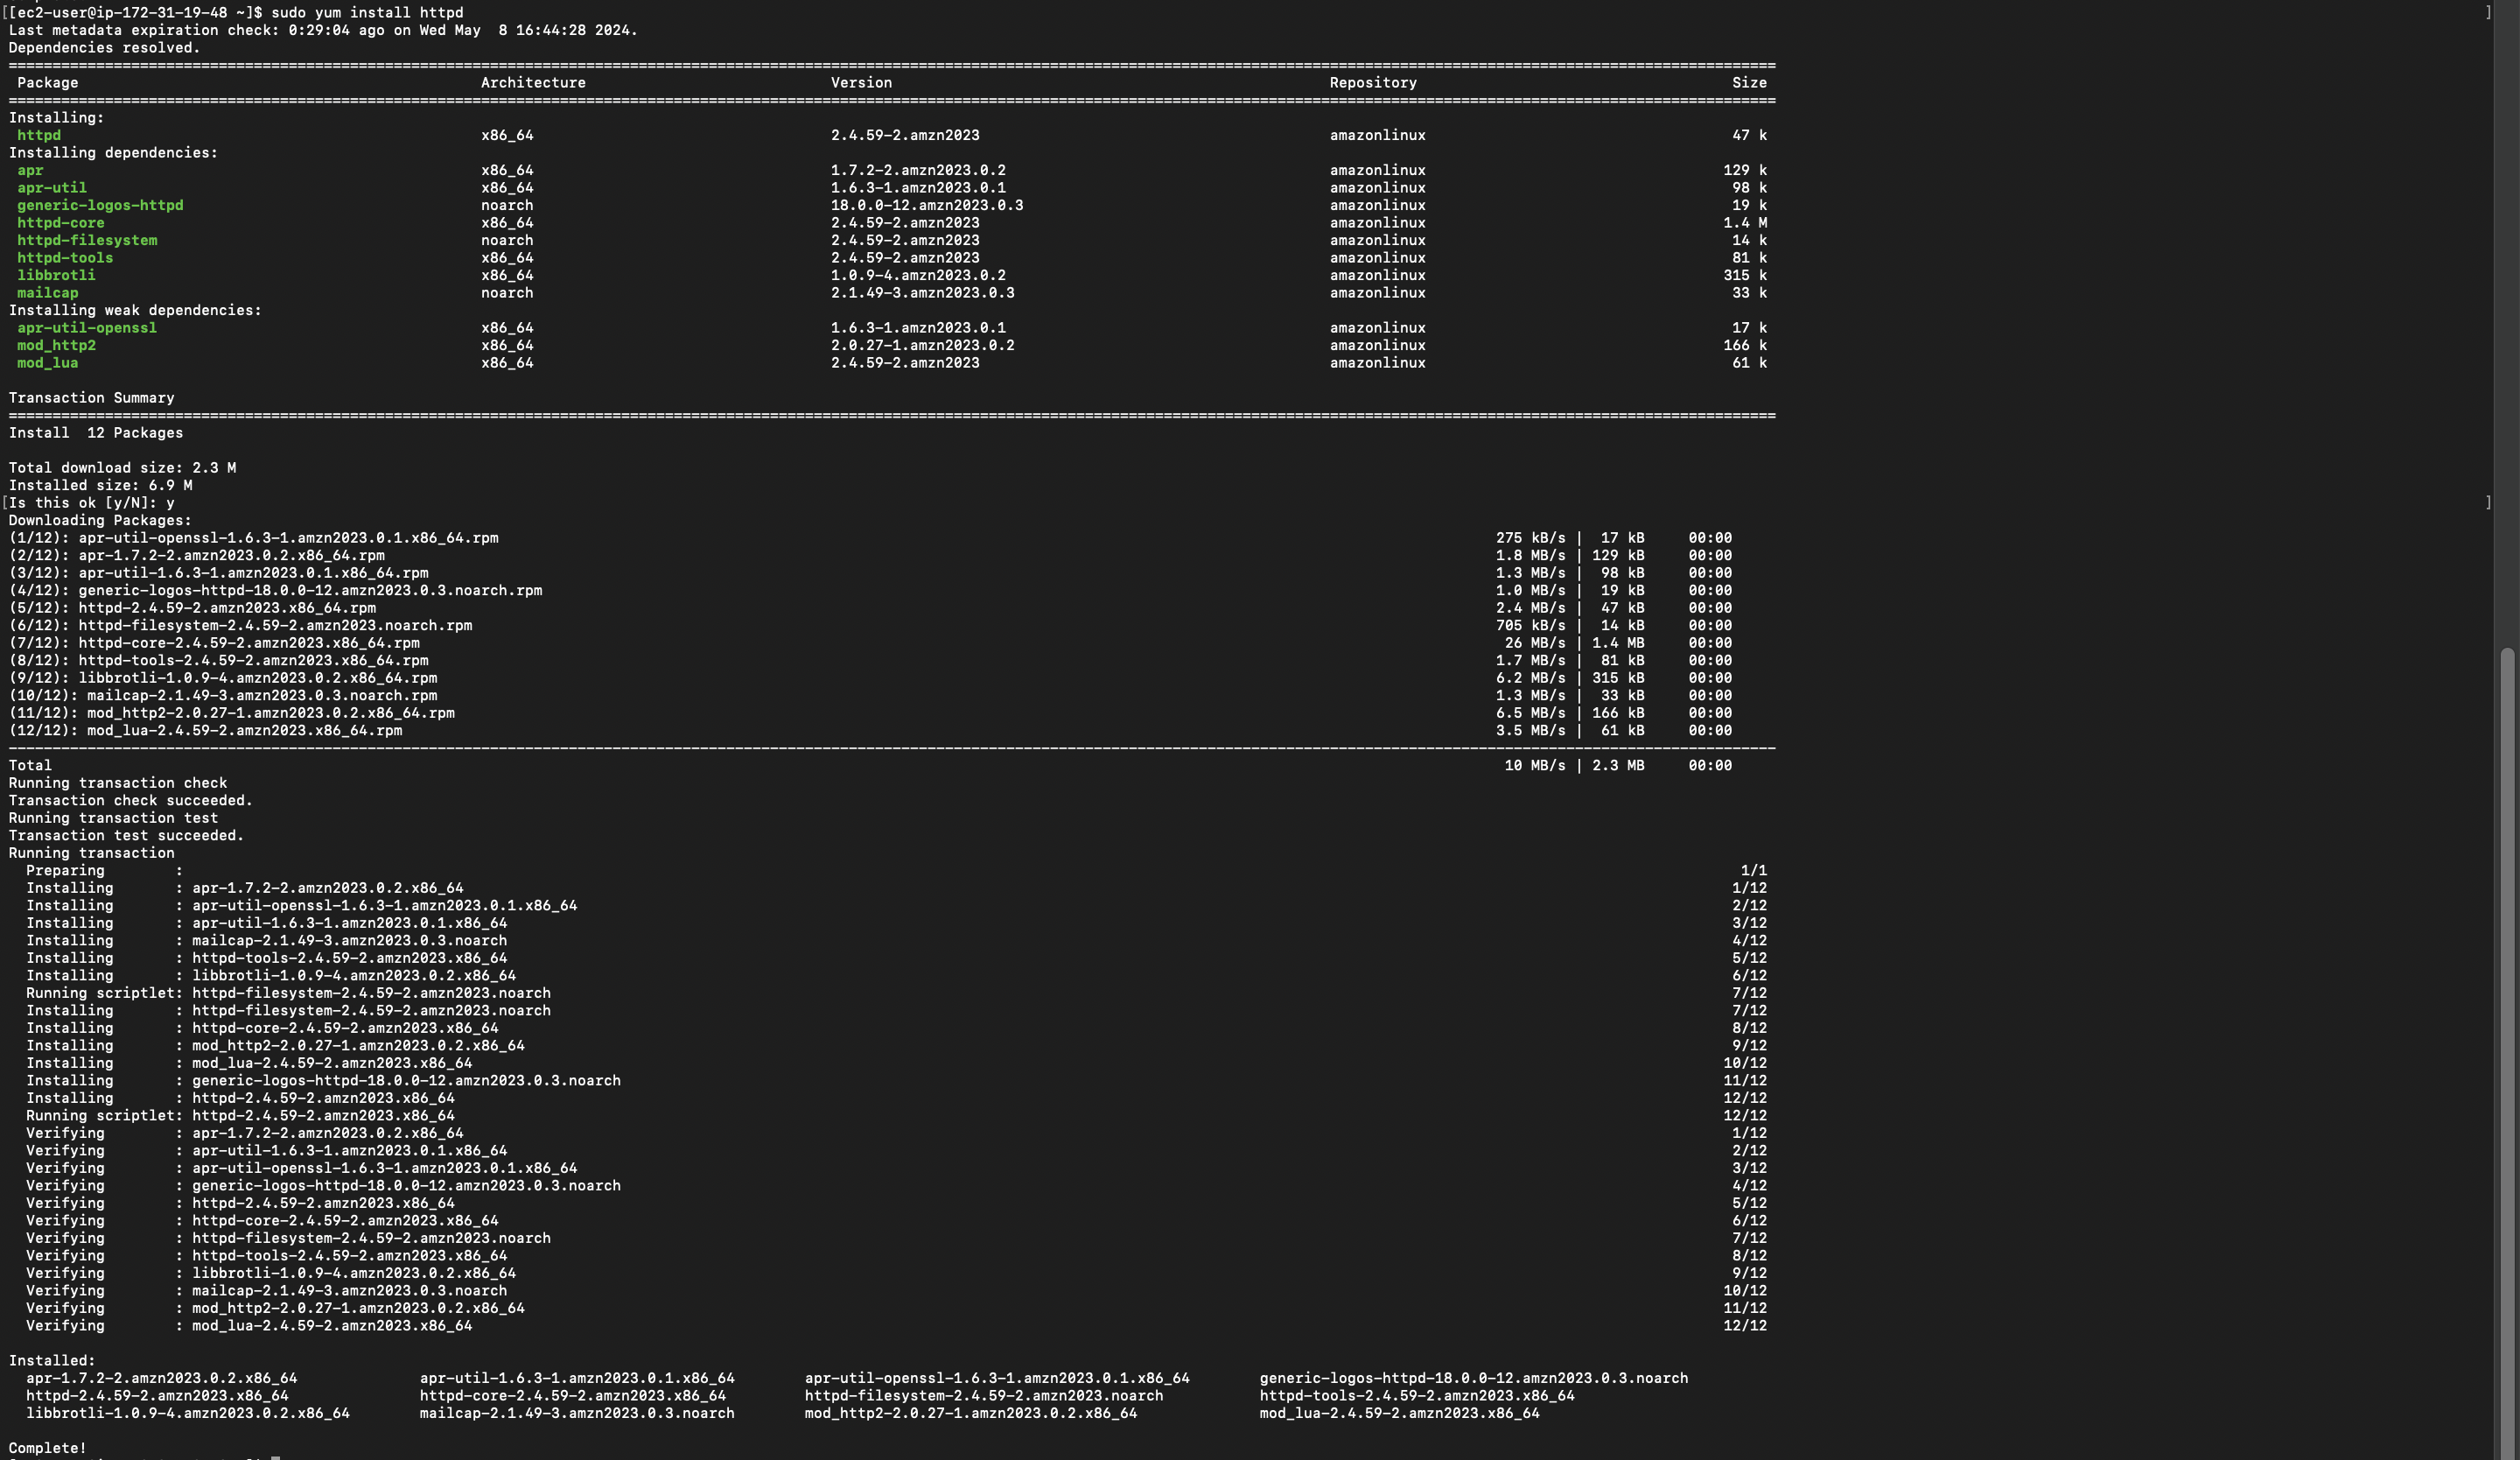 [[ec2-user@ip-172-31-19-48 ~]$ sudo yum install httpd ]
Last metadata expiration check: 0:29:04 ago on Wed May  8 16:44:28 2024.
Dependencies resolved.
Package Architecture Version Repository Size
Installing:
httpd x86_64 2.4.59-2.amzn2023 amazonlinux 47 k
Installing dependencies:
apr x86_64 1.7.2-2.amzn2023.0.2 amazonlinux 129 k
apr-util x86_64 1.6.3-1.amzn2023.0.1 amazonlinux 98 k
generic-logos-httpd noarch 18.0.0-12.amzn2023.0.3 amazonlinux 19 k
httpd-core x86_64 2.4.59-2.amzn2023 amazonlinux 1.4 M
httpd-filesystem noarch 2.4.59-2.amzn2023 amazonlinux 14 k
httpd-tools x86_64 2.4.59-2.amzn2023 amazonlinux 81 k
libbrotli x86_64 1.0.9-4.amzn2023.0.2 amazonlinux 315 k
mailcap noarch 2.1.49-3.amzn2023.0.3 amazonlinux 33 k
Installing weak dependencies:
apr-util-openssl x86_64 1.6.3-1.amzn2023.0.1 amazonlinux 17 k
mod_http2 x86_64 2.0.27-1.amzn2023.0.2 amazonlinux 166 k
mod_lua x86_64 2.4.59-2.amzn2023 amazonlinux 61 k
Transaction Summary
Install  12 Packages
Total download size: 2.3 M
Installed size: 6.9 M
[Is this ok [y/N]: y ]
Downloading Packages:
(1/12): apr-util-openssl-1.6.3-1.amzn2023.0.1.x86_64.rpm 275 kB/s | 17 kB 00:00
(2/12): apr-1.7.2-2.amzn2023.0.2.x86_64.rpm 1.8 MB/s | 129 kB 00:00
(3/12): apr-util-1.6.3-1.amzn2023.0.1.x86_64.rpm 1.3 MB/s | 98 kB 00:00
(4/12): generic-logos-httpd-18.0.0-12.amzn2023.0.3.noarch.rpm 1.0 MB/s | 19 kB 00:00
(5/12): httpd-2.4.59-2.amzn2023.x86_64.rpm 2.4 MB/s | 47 kB 00:00
(6/12): httpd-filesystem-2.4.59-2.amzn2023.noarch.rpm 705 kB/s | 14 kB 00:00
(7/12): httpd-core-2.4.59-2.amzn2023.x86_64.rpm 26 MB/s | 1.4 MB 00:00
(8/12): httpd-tools-2.4.59-2.amzn2023.x86_64.rpm 1.7 MB/s | 81 kB 00:00
(9/12): libbrotli-1.0.9-4.amzn2023.0.2.x86_64.rpm 6.2 MB/s | 315 kB 00:00
(10/12): mailcap-2.1.49-3.amzn2023.0.3.noarch.rpm 1.3 MB/s | 33 kB 00:00
(11/12): mod_http2-2.0.27-1.amzn2023.0.2.x86_64.rpm 6.5 MB/s | 166 kB 00:00
(12/12): mod_lua-2.4.59-2.amzn2023.x86_64.rpm 3.5 MB/s | 61 kB 00:00
Total 10 MB/s | 2.3 MB 00:00
Running transaction check
Transaction check succeeded.
Running transaction test
Transaction test succeeded.
Running transaction
Preparing : 1/1
Installing : apr-1.7.2-2.amzn2023.0.2.x86_64 1/12
Installing : apr-util-openssl-1.6.3-1.amzn2023.0.1.x86_64 2/12
Installing : apr-util-1.6.3-1.amzn2023.0.1.x86_64 3/12
Installing : mailcap-2.1.49-3.amzn2023.0.3.noarch 4/12
Installing : httpd-tools-2.4.59-2.amzn2023.x86_64 5/12
Installing : libbrotli-1.0.9-4.amzn2023.0.2.x86_64 6/12
Running scriptlet: httpd-filesystem-2.4.59-2.amzn2023.noarch 7/12
Installing : httpd-filesystem-2.4.59-2.amzn2023.noarch 7/12
Installing : httpd-core-2.4.59-2.amzn2023.x86_64 8/12
Installing : mod_http2-2.0.27-1.amzn2023.0.2.x86_64 9/12
Installing : mod_lua-2.4.59-2.amzn2023.x86_64 10/12
Installing : generic-logos-httpd-18.0.0-12.amzn2023.0.3.noarch 11/12
Installing : httpd-2.4.59-2.amzn2023.x86_64 12/12
Running scriptlet: httpd-2.4.59-2.amzn2023.x86_64 12/12
Verifying : apr-1.7.2-2.amzn2023.0.2.x86_64 1/12
Verifying : apr-util-1.6.3-1.amzn2023.0.1.x86_64 2/12
Verifying : apr-util-openssl-1.6.3-1.amzn2023.0.1.x86_64 3/12
Verifying : generic-logos-httpd-18.0.0-12.amzn2023.0.3.noarch 4/12
Verifying : httpd-2.4.59-2.amzn2023.x86_64 5/12
Verifying : httpd-core-2.4.59-2.amzn2023.x86_64 6/12
Verifying : httpd-filesystem-2.4.59-2.amzn2023.noarch 7/12
Verifying : httpd-tools-2.4.59-2.amzn2023.x86_64 8/12
Verifying : libbrotli-1.0.9-4.amzn2023.0.2.x86_64 9/12
Verifying : mailcap-2.1.49-3.amzn2023.0.3.noarch 10/12
Verifying : mod_http2-2.0.27-1.amzn2023.0.2.x86_64 11/12
Verifying : mod_lua-2.4.59-2.amzn2023.x86_64 12/12
Installed:
apr-1.7.2-2.amzn2023.0.2.x86_64 apr-util-1.6.3-1.amzn2023.0.1.x86_64 apr-util-openssl-1.6.3-1.amzn2023.0.1.x86_64 generic-logos-httpd-18.0.0-12.amzn2023.0.3.noarch
httpd-2.4.59-2.amzn2023.x86_64 httpd-core-2.4.59-2.amzn2023.x86_64 httpd-filesystem-2.4.59-2.amzn2023.noarch httpd-tools-2.4.59-2.amzn2023.x86_64
libbrotli-1.0.9-4.amzn2023.0.2.x86_64 mailcap-2.1.49-3.amzn2023.0.3.noarch mod_http2-2.0.27-1.amzn2023.0.2.x86_64 mod_lua-2.4.59-2.amzn2023.x86_64
Complete!